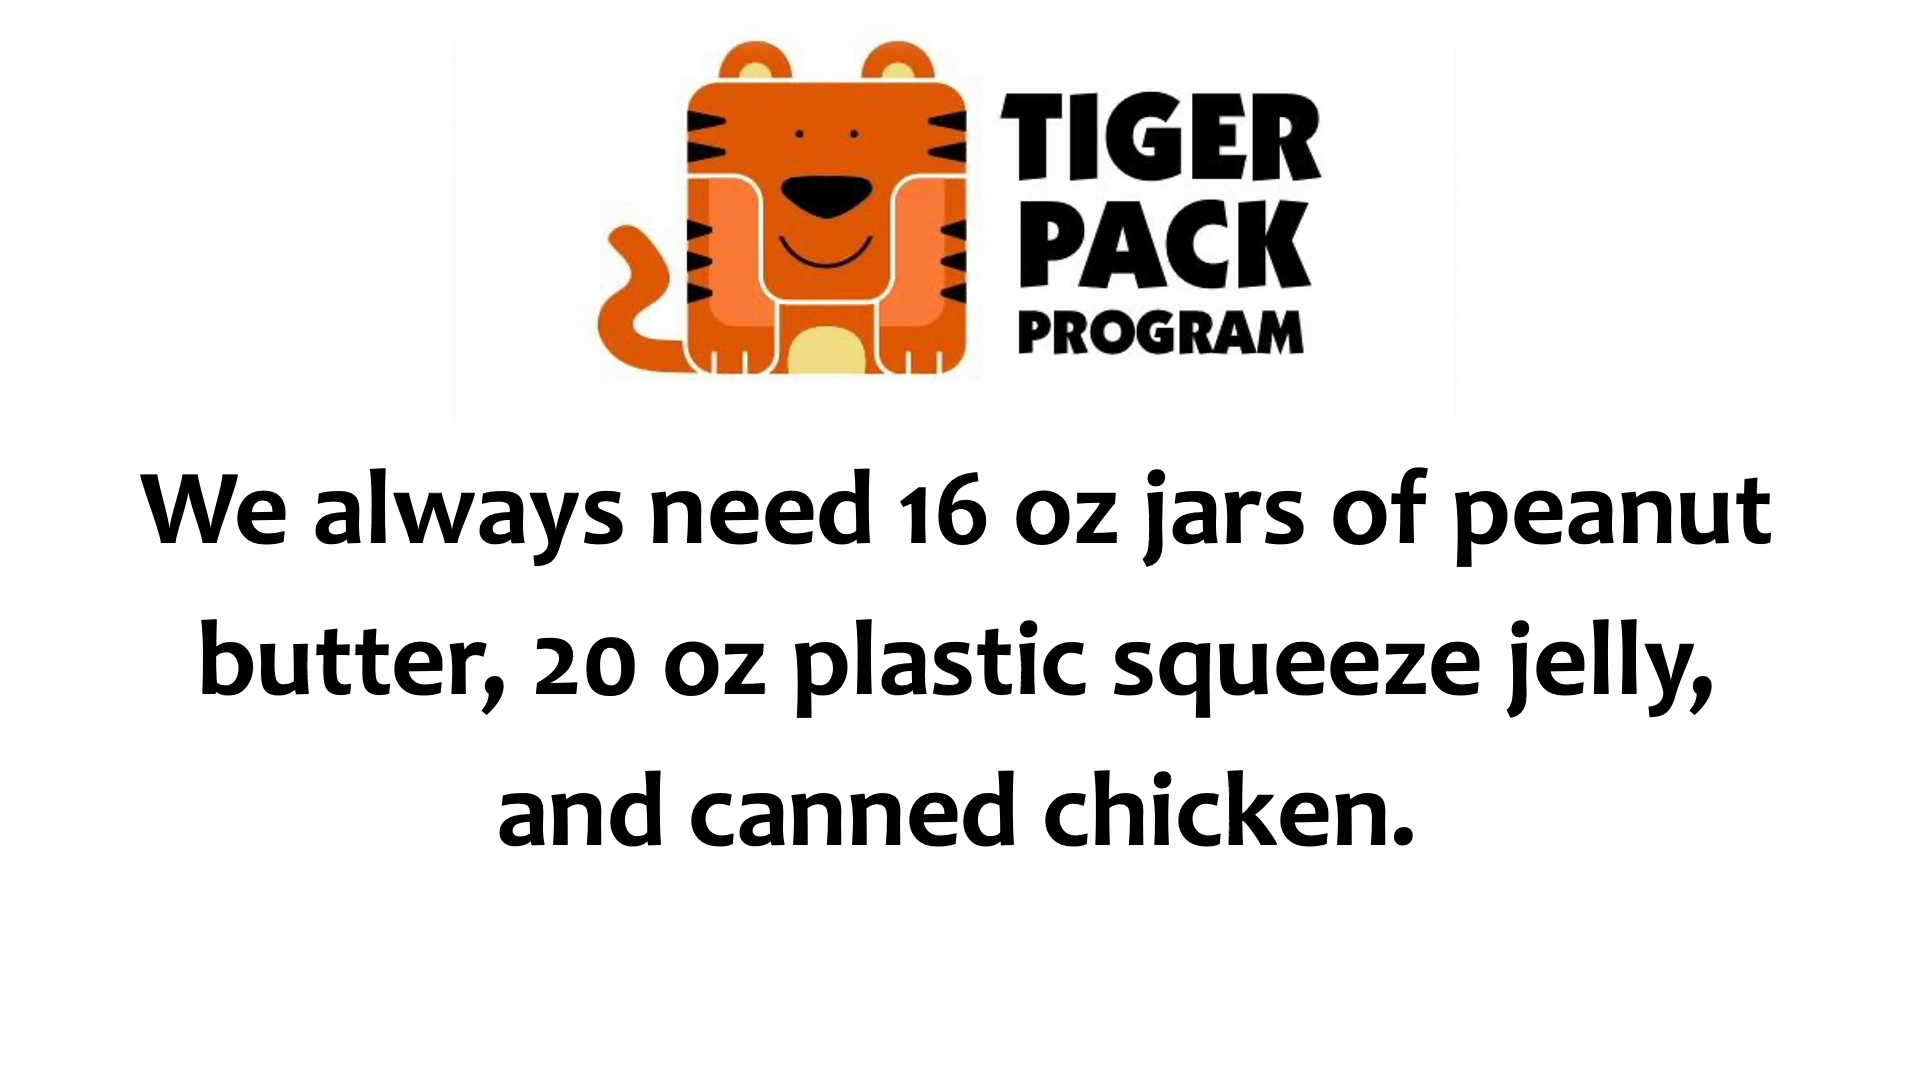 TIGER
PACK
PROGRAM
We always need 16 oz jars of peanut
butter, 20 oz plastic squeeze jelly,
and canned chicken.